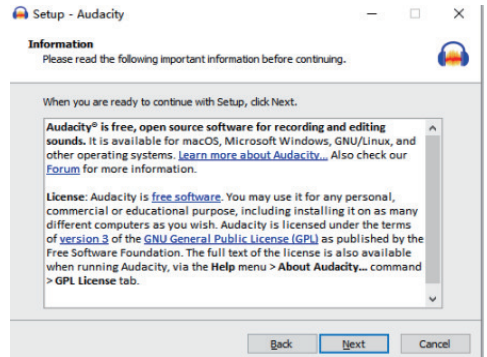 Setup - Audacity
Information
Please read the following important information before continuing.
When you are ready to continue with Setup, click Next.
Audacity® is free, open source software for recording and editing
sounds. It is available for macOS, Microsoft Windows, GNU/Linux, and
other operating systems. Learn more about Audacity... Also check our
Forum for more information.
License: Audacity is free software. You may use it for any personal,
commercial or educational purpose, including installing it on as many
different computers as you wish. Audacity is licensed under the terms
of version 3 of the GNU General Public License (GPL) as published by the
Free Software Foundation. The full text of the license is also available
when running Audacity, via the Help menu > About Audacity... command
> GPL License tab.
Back Next Cancel